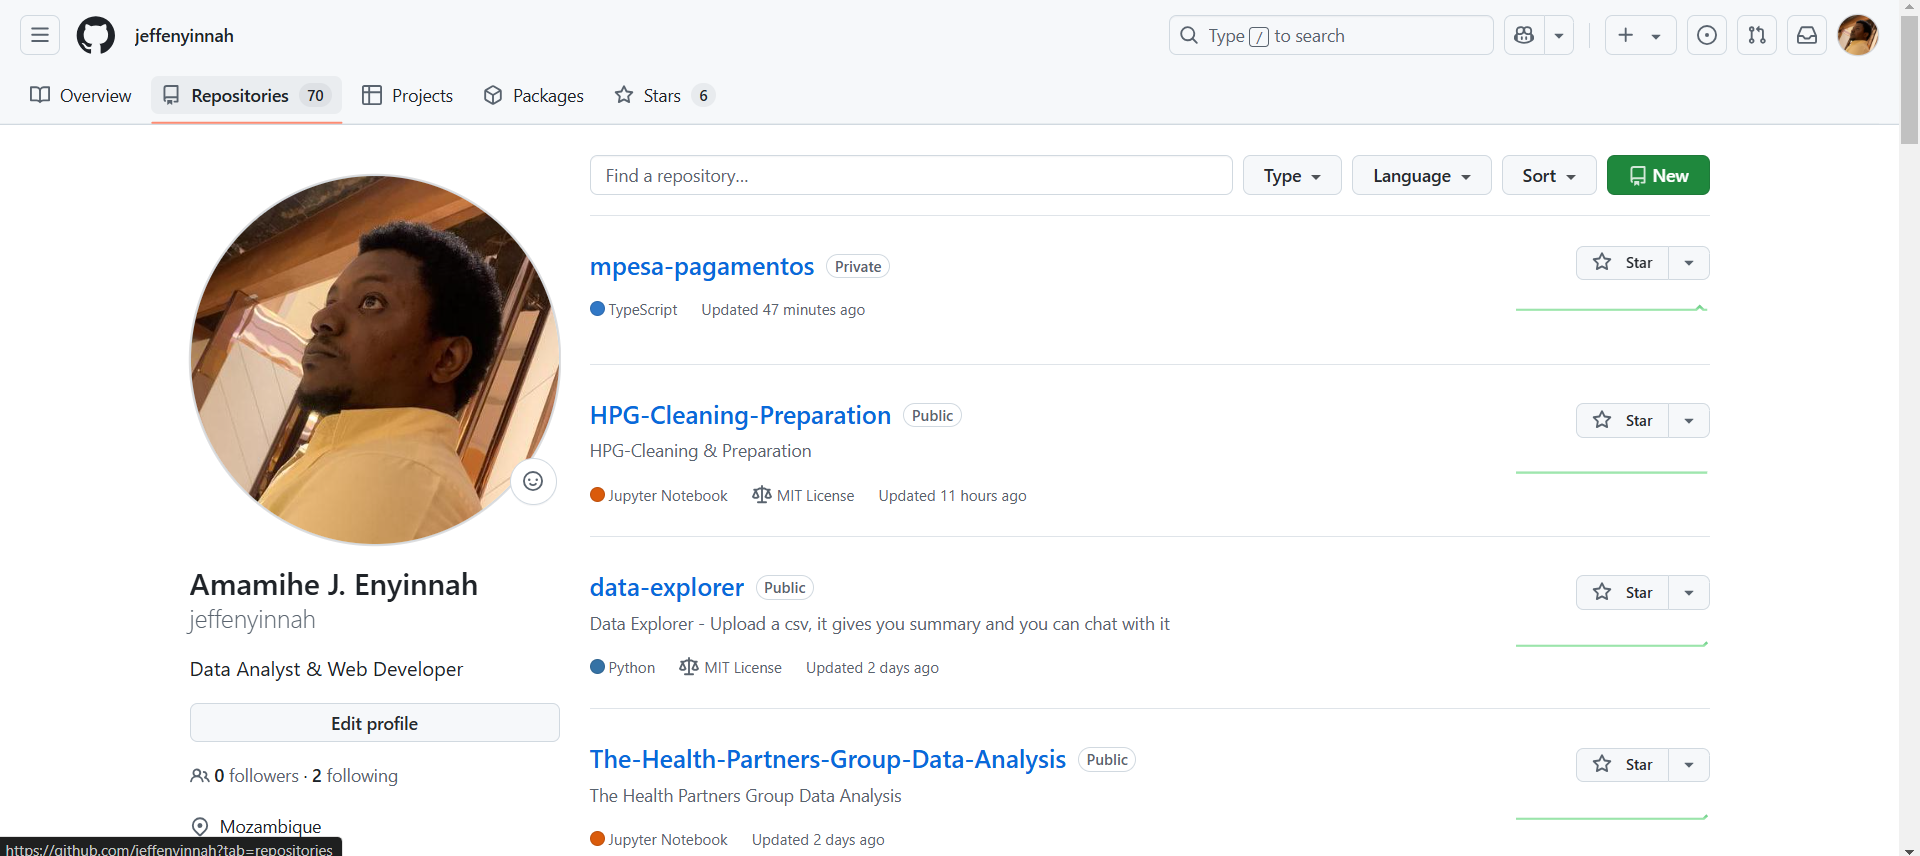 jeffenyinnah
Type / to search
Overview
Repositories 70
Projects
Packages
Stars 6
Find a repository...
Type
Language
Sort
New
mpesa-pagamentos Private
Star
TypeScript Updated 47 minutes ago
HPG-Cleaning-Preparation Public
Star
HPG-Cleaning & Preparation
Jupyter Notebook MIT License Updated 11 hours ago
data-explorer Public
Star
Data Explorer - Upload a csv, it gives you summary and you can chat with it
Python MIT License Updated 2 days ago
The-Health-Partners-Group-Data-Analysis Public
Star
The Health Partners Group Data Analysis
Jupyter Notebook Updated 2 days ago
Amamihe J. Enyinnah
jeffenyinnah
Data Analyst & Web Developer
Edit profile
0 followers · 2 following
Mozambique
https://github.com/jeffenyinnah?tab=repositories